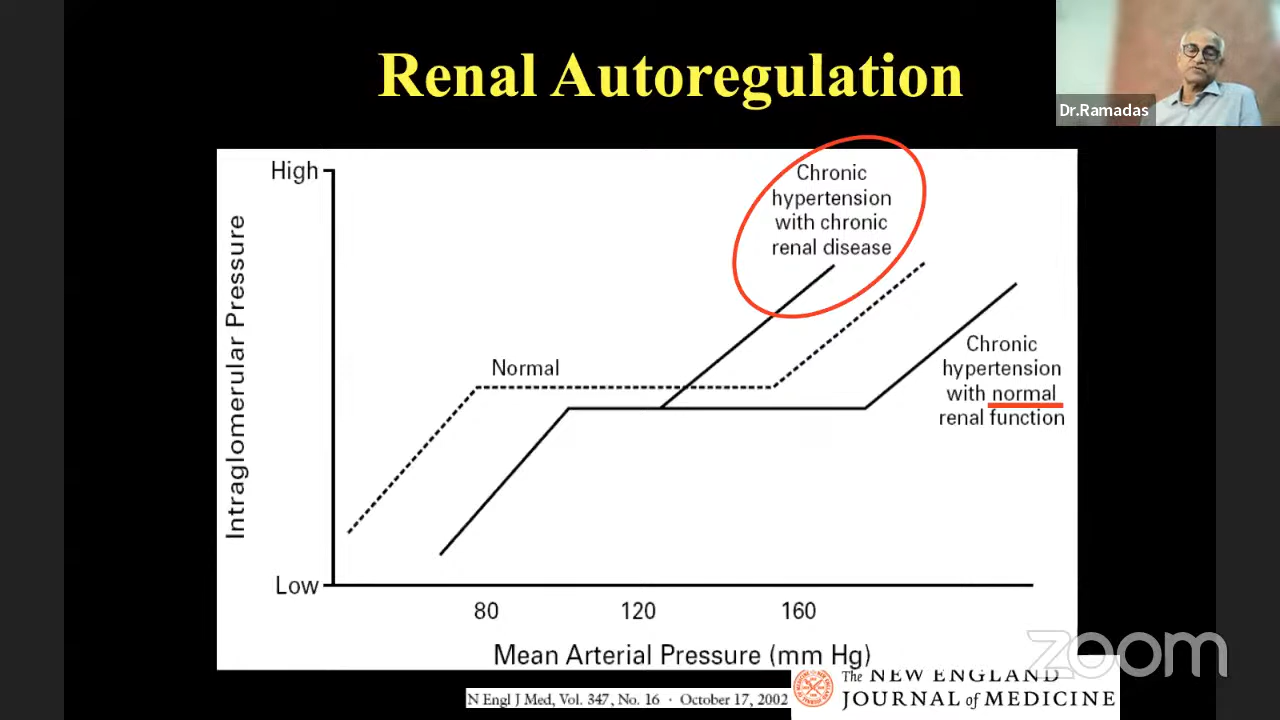 Renal Autoregulation
Dr.Ramadas
High
Chronic
hypertension
with chronic
renal disease
Intraglomerular Pressure
Normal
Chronic
hypertension
with normal
renal function
Low
80 120 160
Mean Arterial Pressure (mm Hg)
zoom
N Engl J Med, Vol. 347, No. 16 · October 17, 2002
The NEW ENGLAND
JOURNAL of MEDICINE